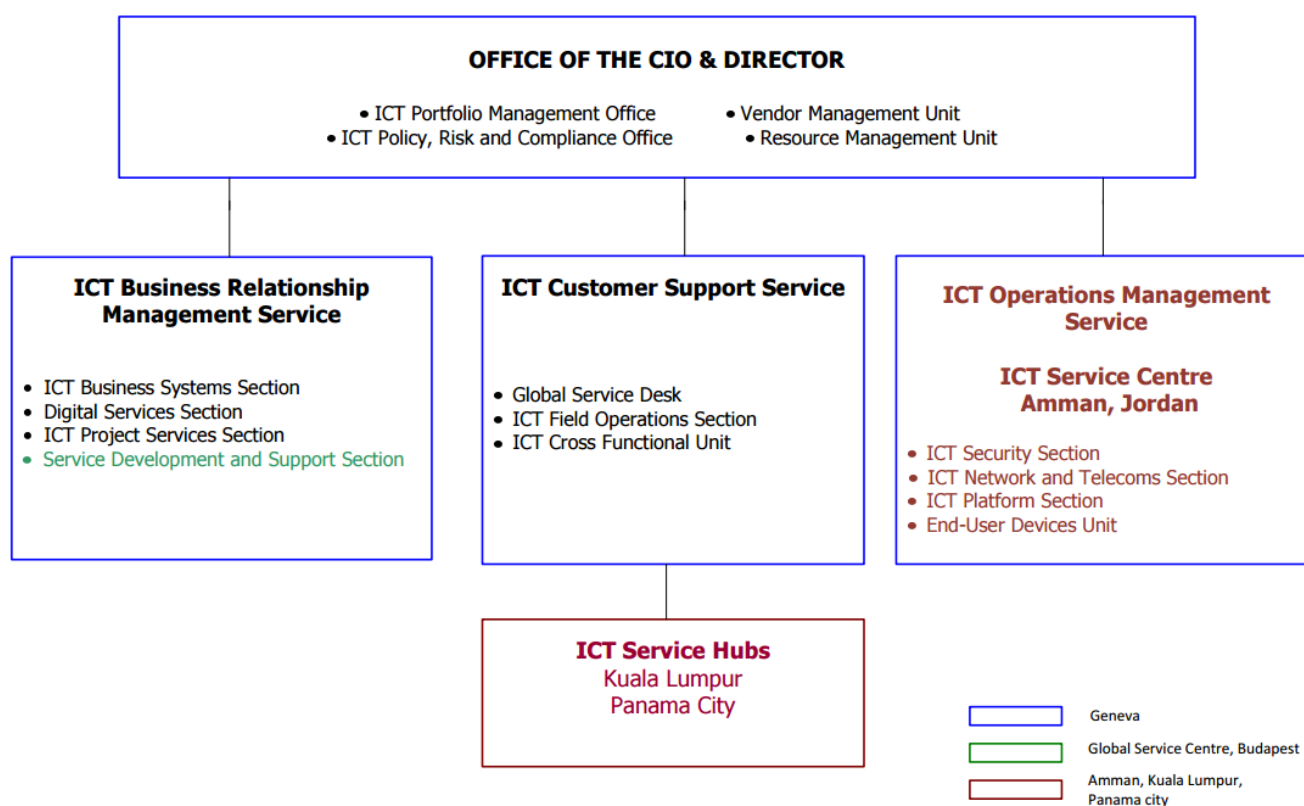 OFFICE OF THE CIO & DIRECTOR
• ICT Portfolio Management Office
• Vendor Management Unit
• ICT Policy, Risk and Compliance Office
• Resource Management Unit
ICT Business Relationship
Management Service
• ICT Business Systems Section
• Digital Services Section
• ICT Project Services Section
• Service Development and Support Section
ICT Customer Support Service
• Global Service Desk
• ICT Field Operations Section
• ICT Cross Functional Unit
ICT Operations Management
Service
ICT Service Centre
Amman, Jordan
• ICT Security Section
• ICT Network and Telecoms Section
• ICT Platform Section
• End-User Devices Unit
ICT Service Hubs
Kuala Lumpur
Panama City
Geneva
Global Service Centre, Budapest
Amman, Kuala Lumpur,
Panama city